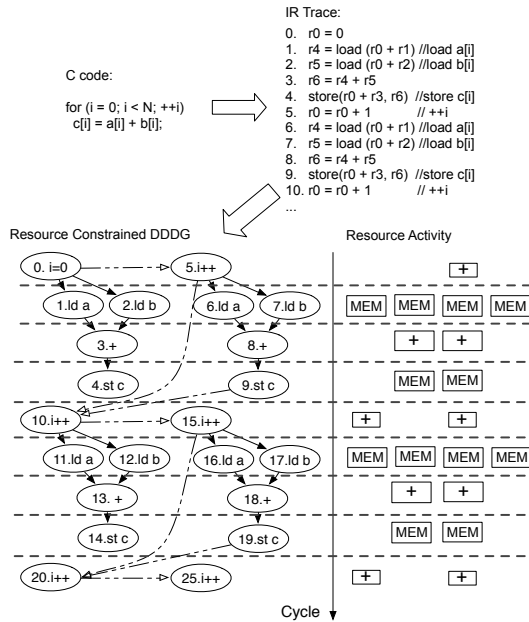 IR Trace:
0. r0 = 0
1. r4 = load (r0 + r1) //load a[i]
2. r5 = load (r0 + r2) //load b[i]
3. r6 = r4 + r5
4. store(r0 + r3, r6) //store c[i]
5. r0 = r0 + 1 // ++i
6. r4 = load (r0 + r1) //load a[i]
7. r5 = load (r0 + r2) //load b[i]
8. r6 = r4 + r5
9. store(r0 + r3, r6) //store c[i]
10. r0 = r0 + 1 // ++i
...
C code:
for (i = 0; i < N; ++i)
c[i] = a[i] + b[i];
Resource Constrained DDDG Resource Activity
0. i=0 5.i++ +
1.ld a 2.ld b 6.ld a 7.ld b MEM MEM MEM MEM
3.+ 8.+ + +
4.st c 9.st c MEM MEM
10.i++ 15.i++ + +
11.ld a 12.ld b 16.ld a 17.ld b MEM MEM MEM MEM
13. + 18.+ + +
14.st c 19.st c MEM MEM
20.i++ 25.i++ + +
Cycle